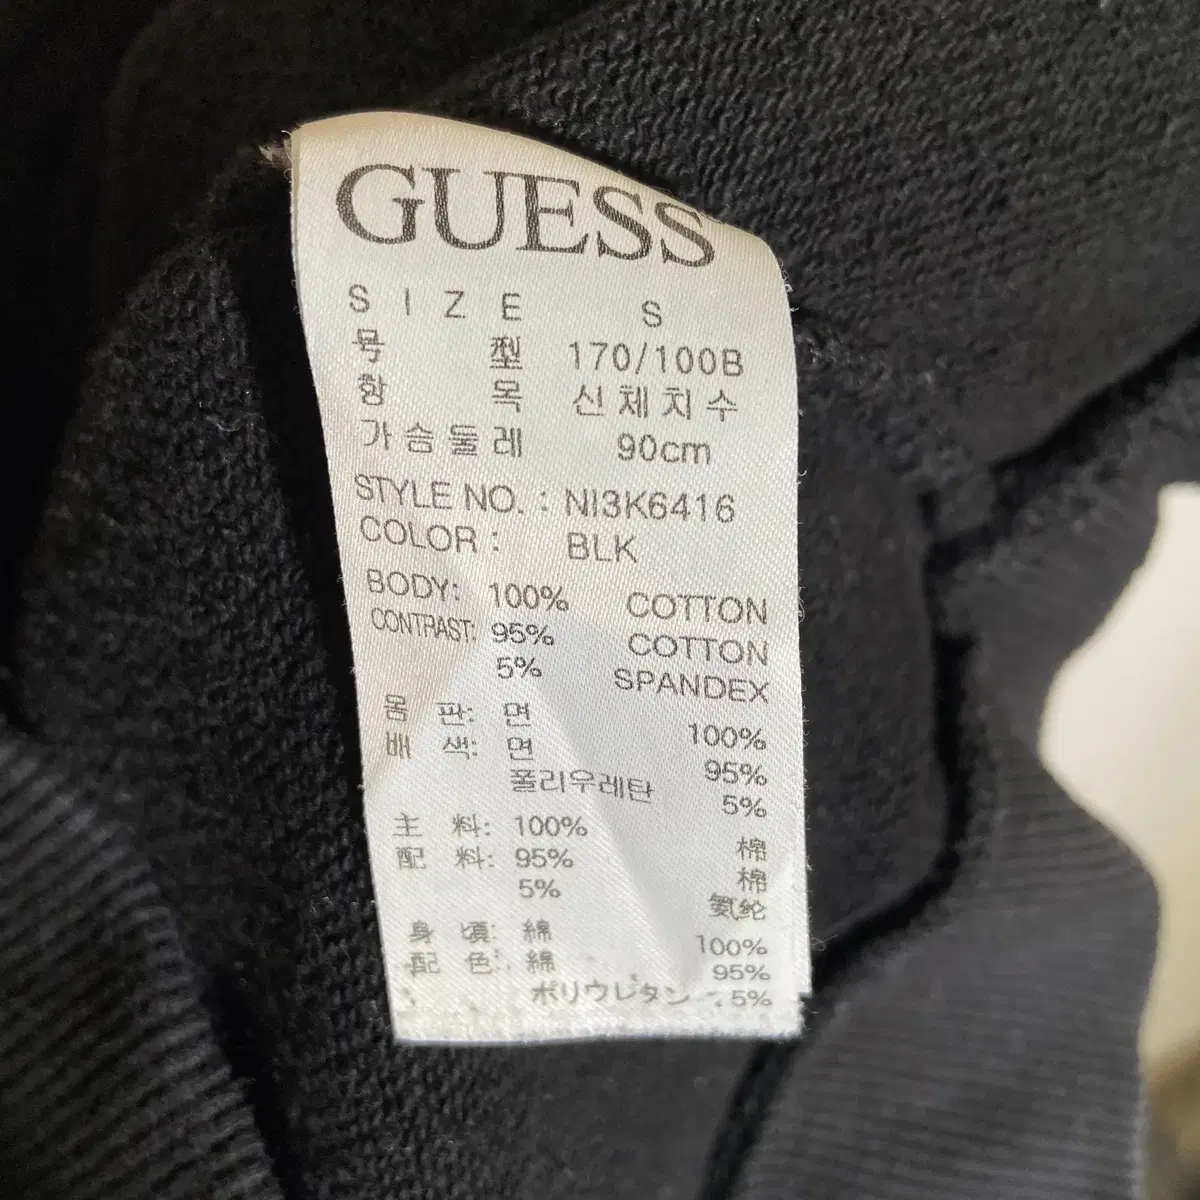 GUESS
SIZE S
号型 170/100B
항목 신체치수
가슴둘레 90cm
STYLE NO. : NI3K6416
COLOR : BLK
BODY: 100% COTTON
CONTRAST: 95% COTTON
5% SPANDEX
몸판: 면 100%
배색: 면 95%
폴리우레탄 5%
主料: 100% 棉
配料: 95% 棉
5% 氨纶
身頃: 綿 100%
配色: 綿 95%
ポリウレタン 5%